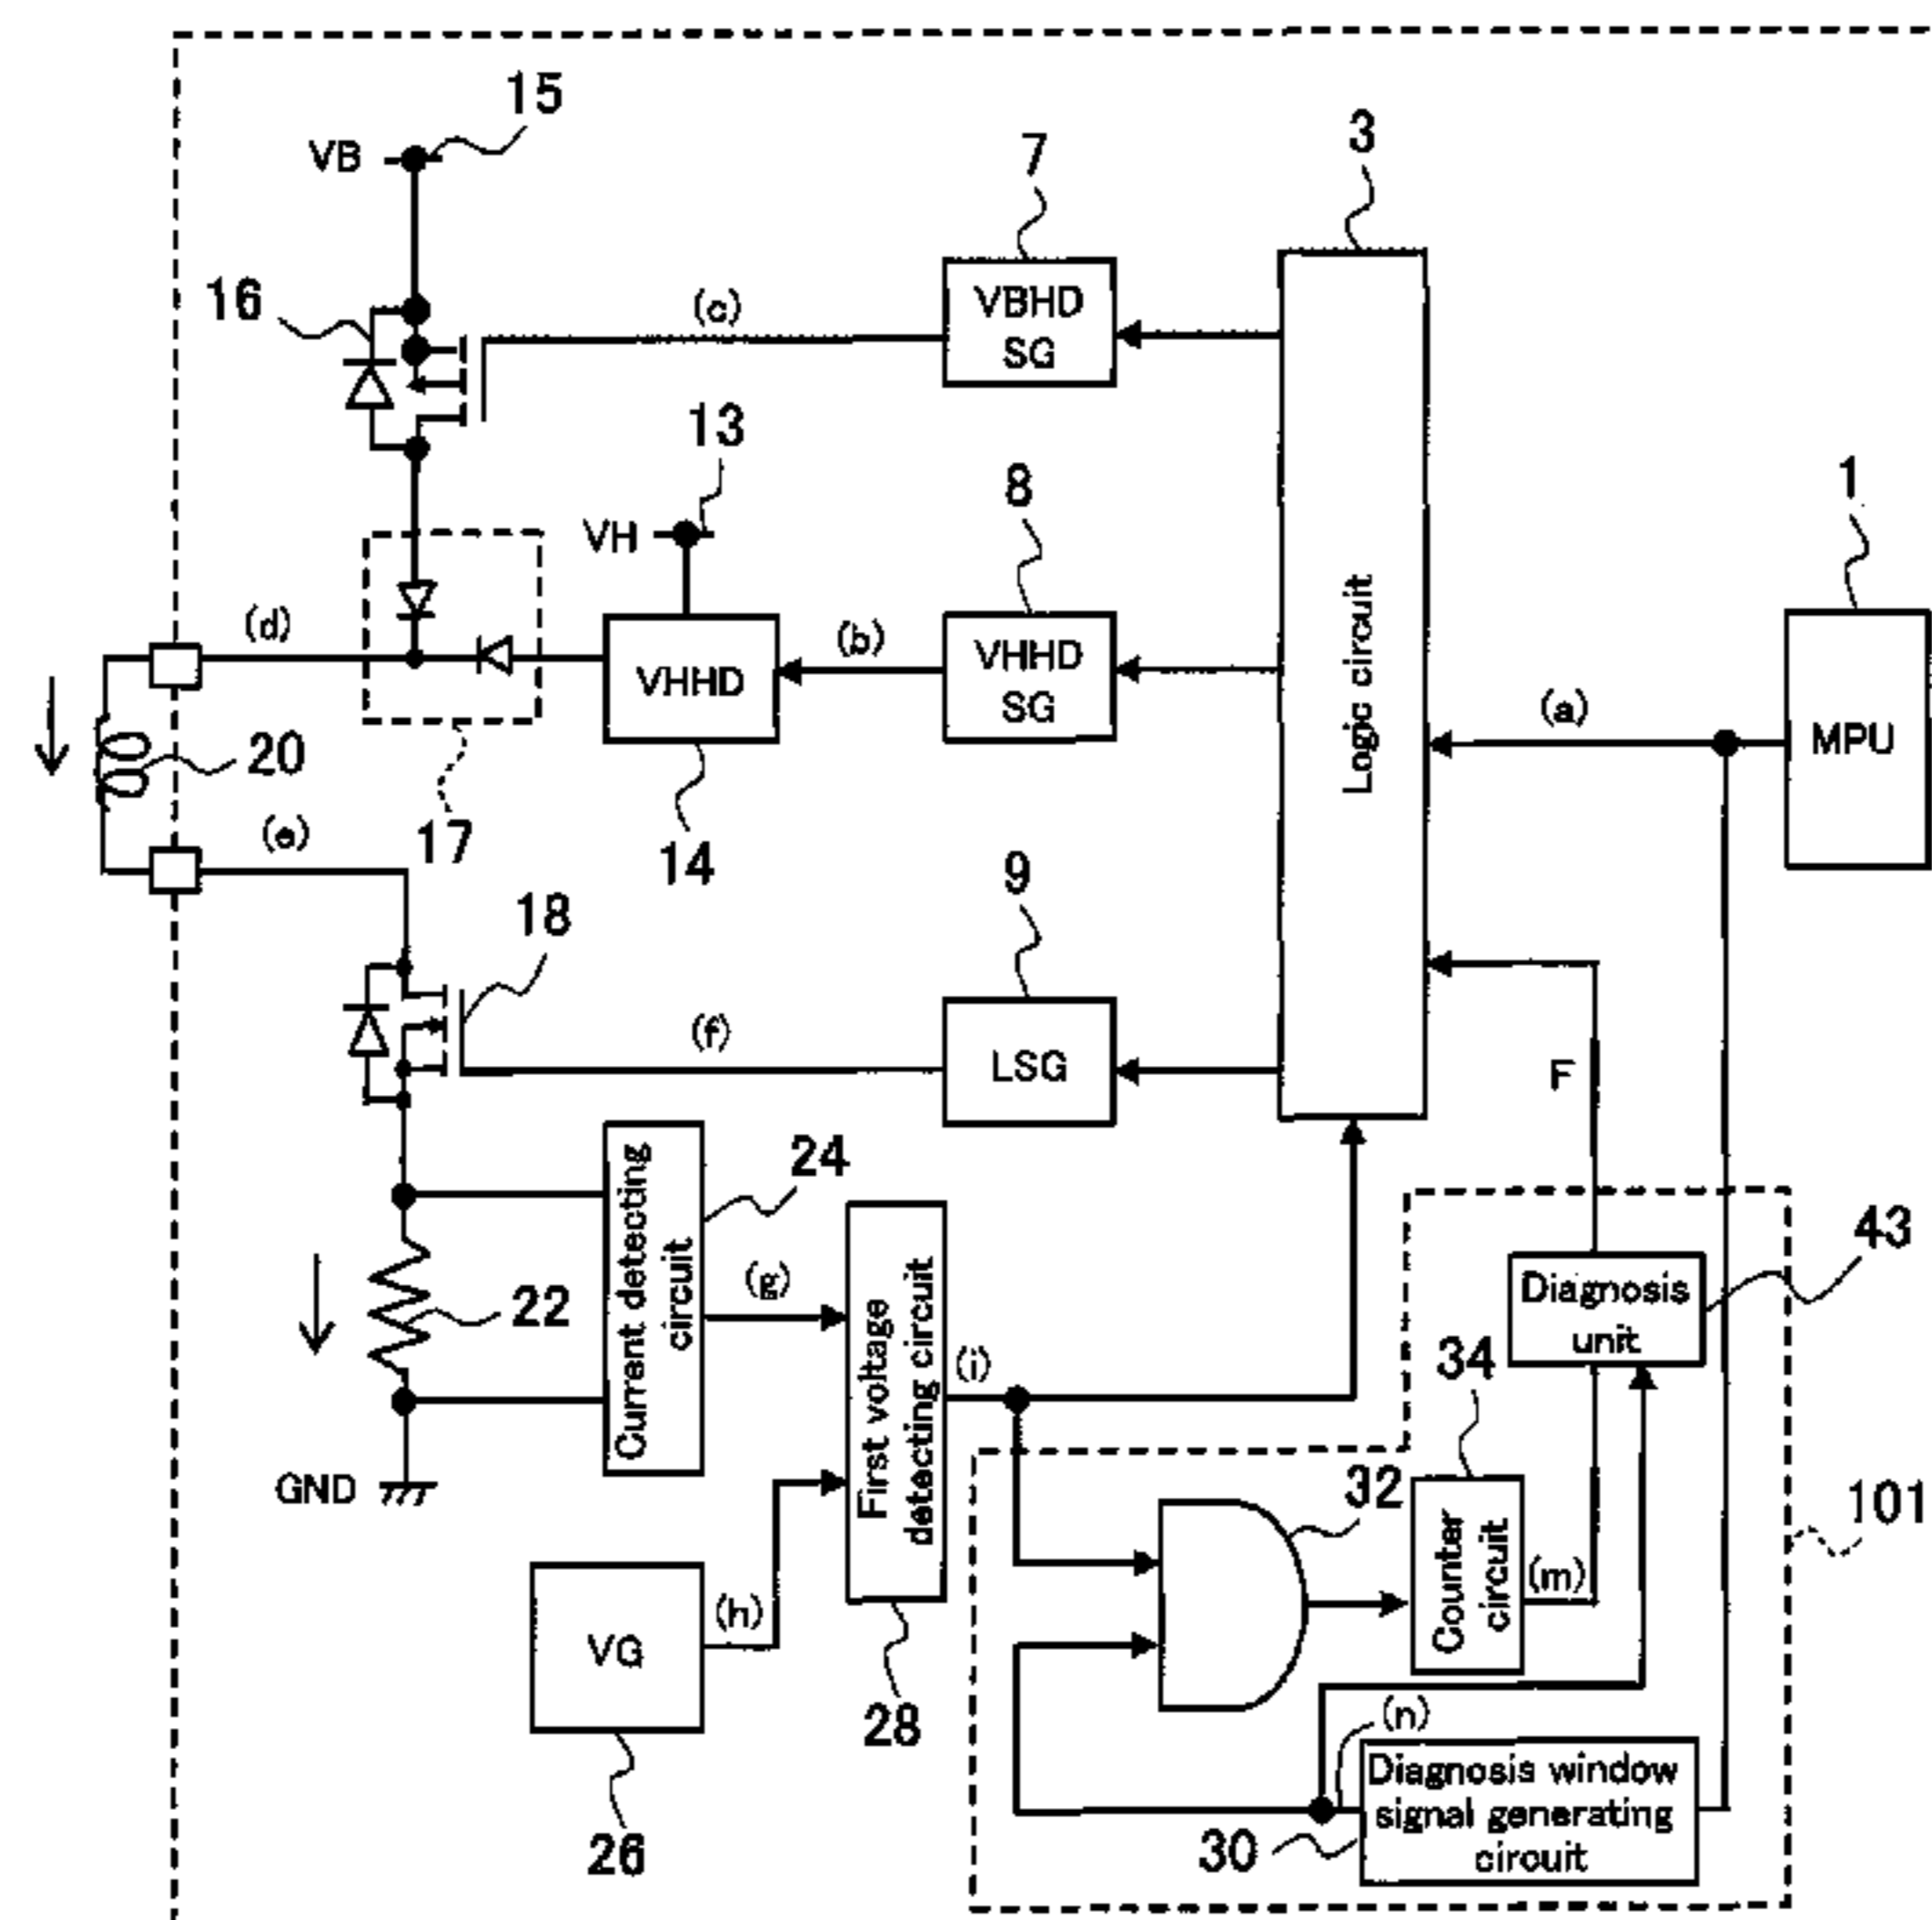 15
VB
7
3
16
(c)
VBHD
SG
13
8
1
VH
(d)
(b)
VHHD
VHHD
SG
Logic circuit
(a)
MPU
20
17
14
(e)
9
18
(f)
LSG
F
24
Current detecting
circuit
43
(g)
Diagnosis
unit
22
First voltage
detecting circuit
(i)
34
GND
32
101
Counter
circuit
(m)
(h)
VG
28
(n)
26
30
Diagnosis window
signal generating
circuit